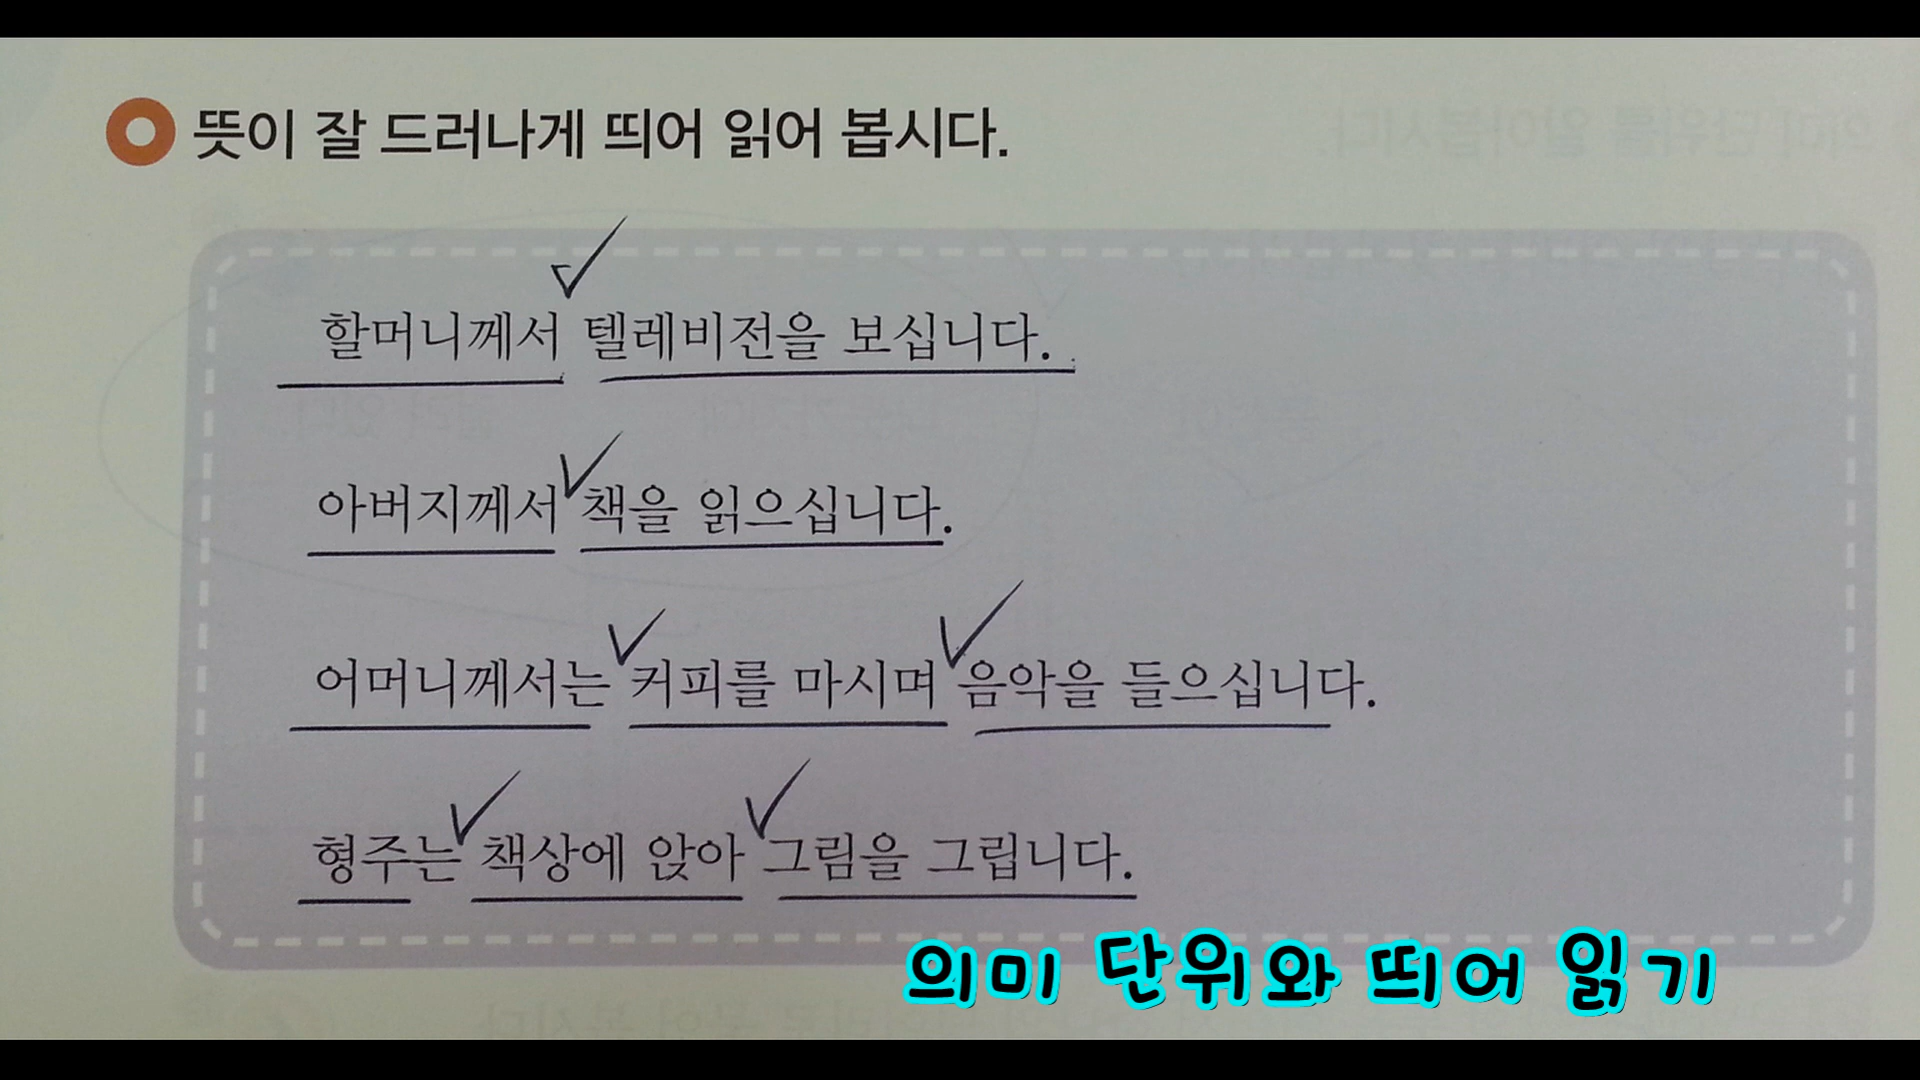 뜻이 잘 드러나게 띄어 읽어 봅시다.
할머니께서 텔레비전을 보십니다.
아버지께서 책을 읽으십니다.
어머니께서는 커피를 마시며 음악을 들으십니다.
형주는 책상에 앉아 그림을 그립니다.
의미 단위와 띄어 읽기